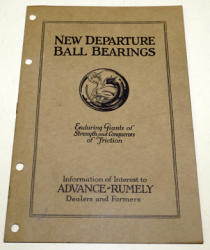 NEW DEPARTURE
BALL BEARINGS
Enduring Giants of
Strength and Conquerors
of Friction
Information of Interest to
ADVANCE-RUMELY
Dealers and Farmers